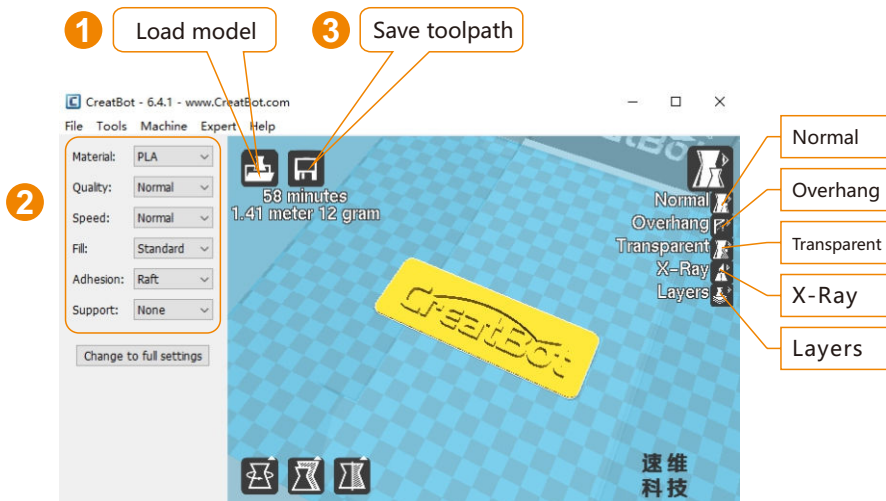 1 Load model
3 Save toolpath
C CreatBot - 6.4.1 - www.CreatBot.com
File Tools Machine Expert Help
2
Material: PLA
Quality: Normal
Speed: Normal
Fill: Standard
Adhesion: Raft
Support: None
Change to full settings
58 minutes
1.41 meter 12 gram
Normal
Overhang
Transparent
X-Ray
Layers
CreatBot
速维
科技
Normal
Overhang
Transparent
X-Ray
Layers